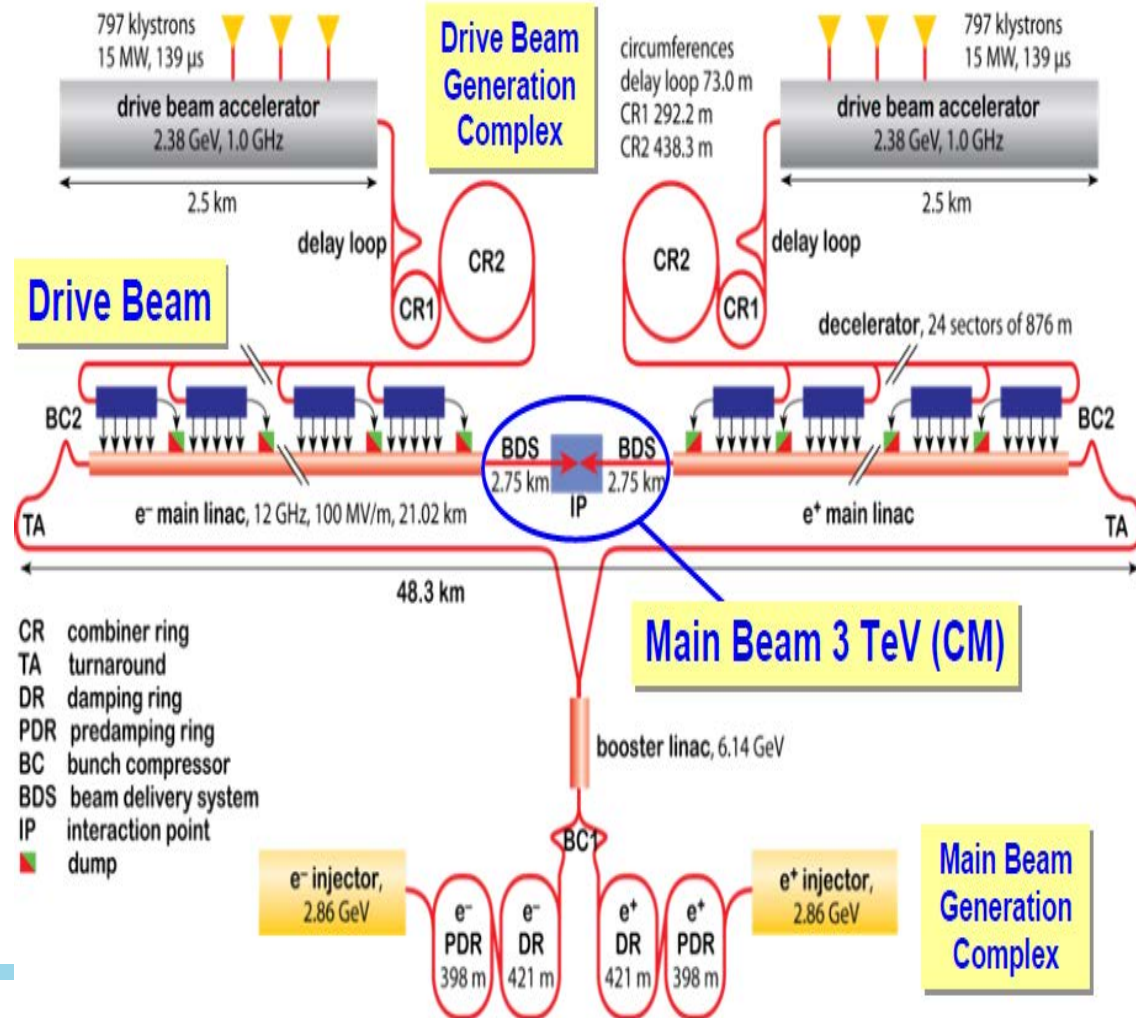 797 klystrons
15 MW, 139 μs
drive beam accelerator
2.38 GeV, 1.0 GHz
2.5 km
Drive Beam
Generation
Complex
circumferences
delay loop 73.0 m
CR1 292.2 m
CR2 438.3 m
797 klystrons
15 MW, 139 μs
drive beam accelerator
2.38 GeV, 1.0 GHz
2.5 km
delay loop
CR2
CR1
CR2
delay loop
CR1
Drive Beam
decelerator, 24 sectors of 876 m
BC2
BDS
2.75 km
BDS
2.75 km
IP
BC2
TA
e⁻ main linac, 12 GHz, 100 MV/m, 21.02 km
e⁺ main linac
TA
48.3 km
CR combiner ring
TA turnaround
DR damping ring
PDR predamping ring
BC bunch compressor
BDS beam delivery system
IP interaction point
dump
Main Beam 3 TeV (CM)
booster linac, 6.14 GeV
BC1
e⁻ injector,
2.86 GeV
e⁻
PDR
398 m
e⁻
DR
421 m
e⁺
DR
421 m
e⁺
PDR
398 m
e⁺ injector,
2.86 GeV
Main Beam
Generation
Complex